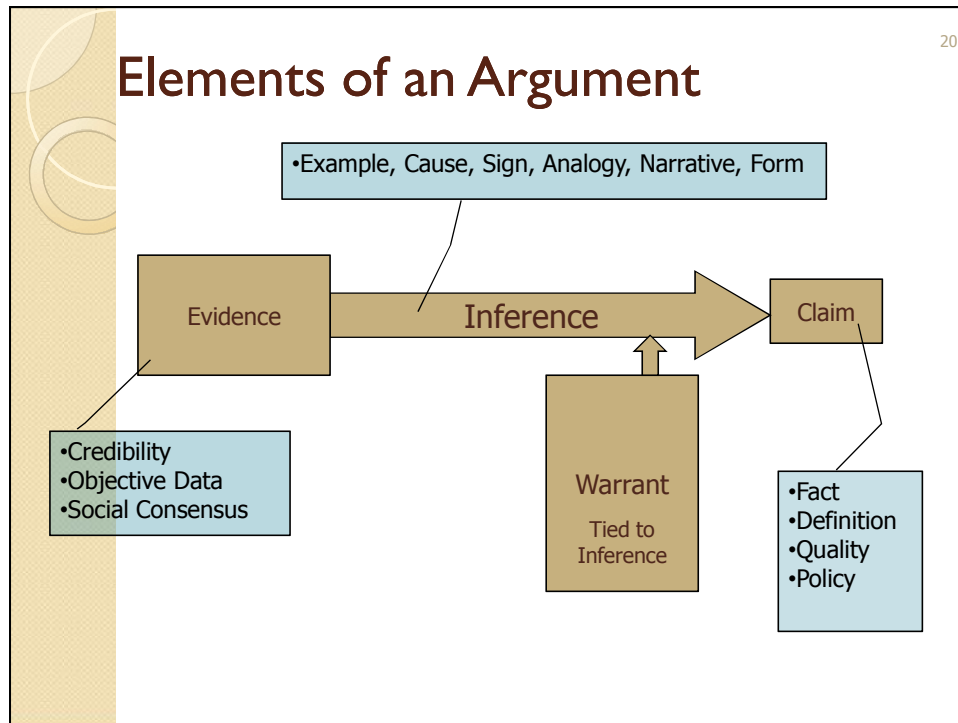 20
Elements of an Argument
•Example, Cause, Sign, Analogy, Narrative, Form
Evidence
Inference
Claim
•Credibility
•Objective Data
•Social Consensus
Warrant
Tied to
Inference
•Fact
•Definition
•Quality
•Policy